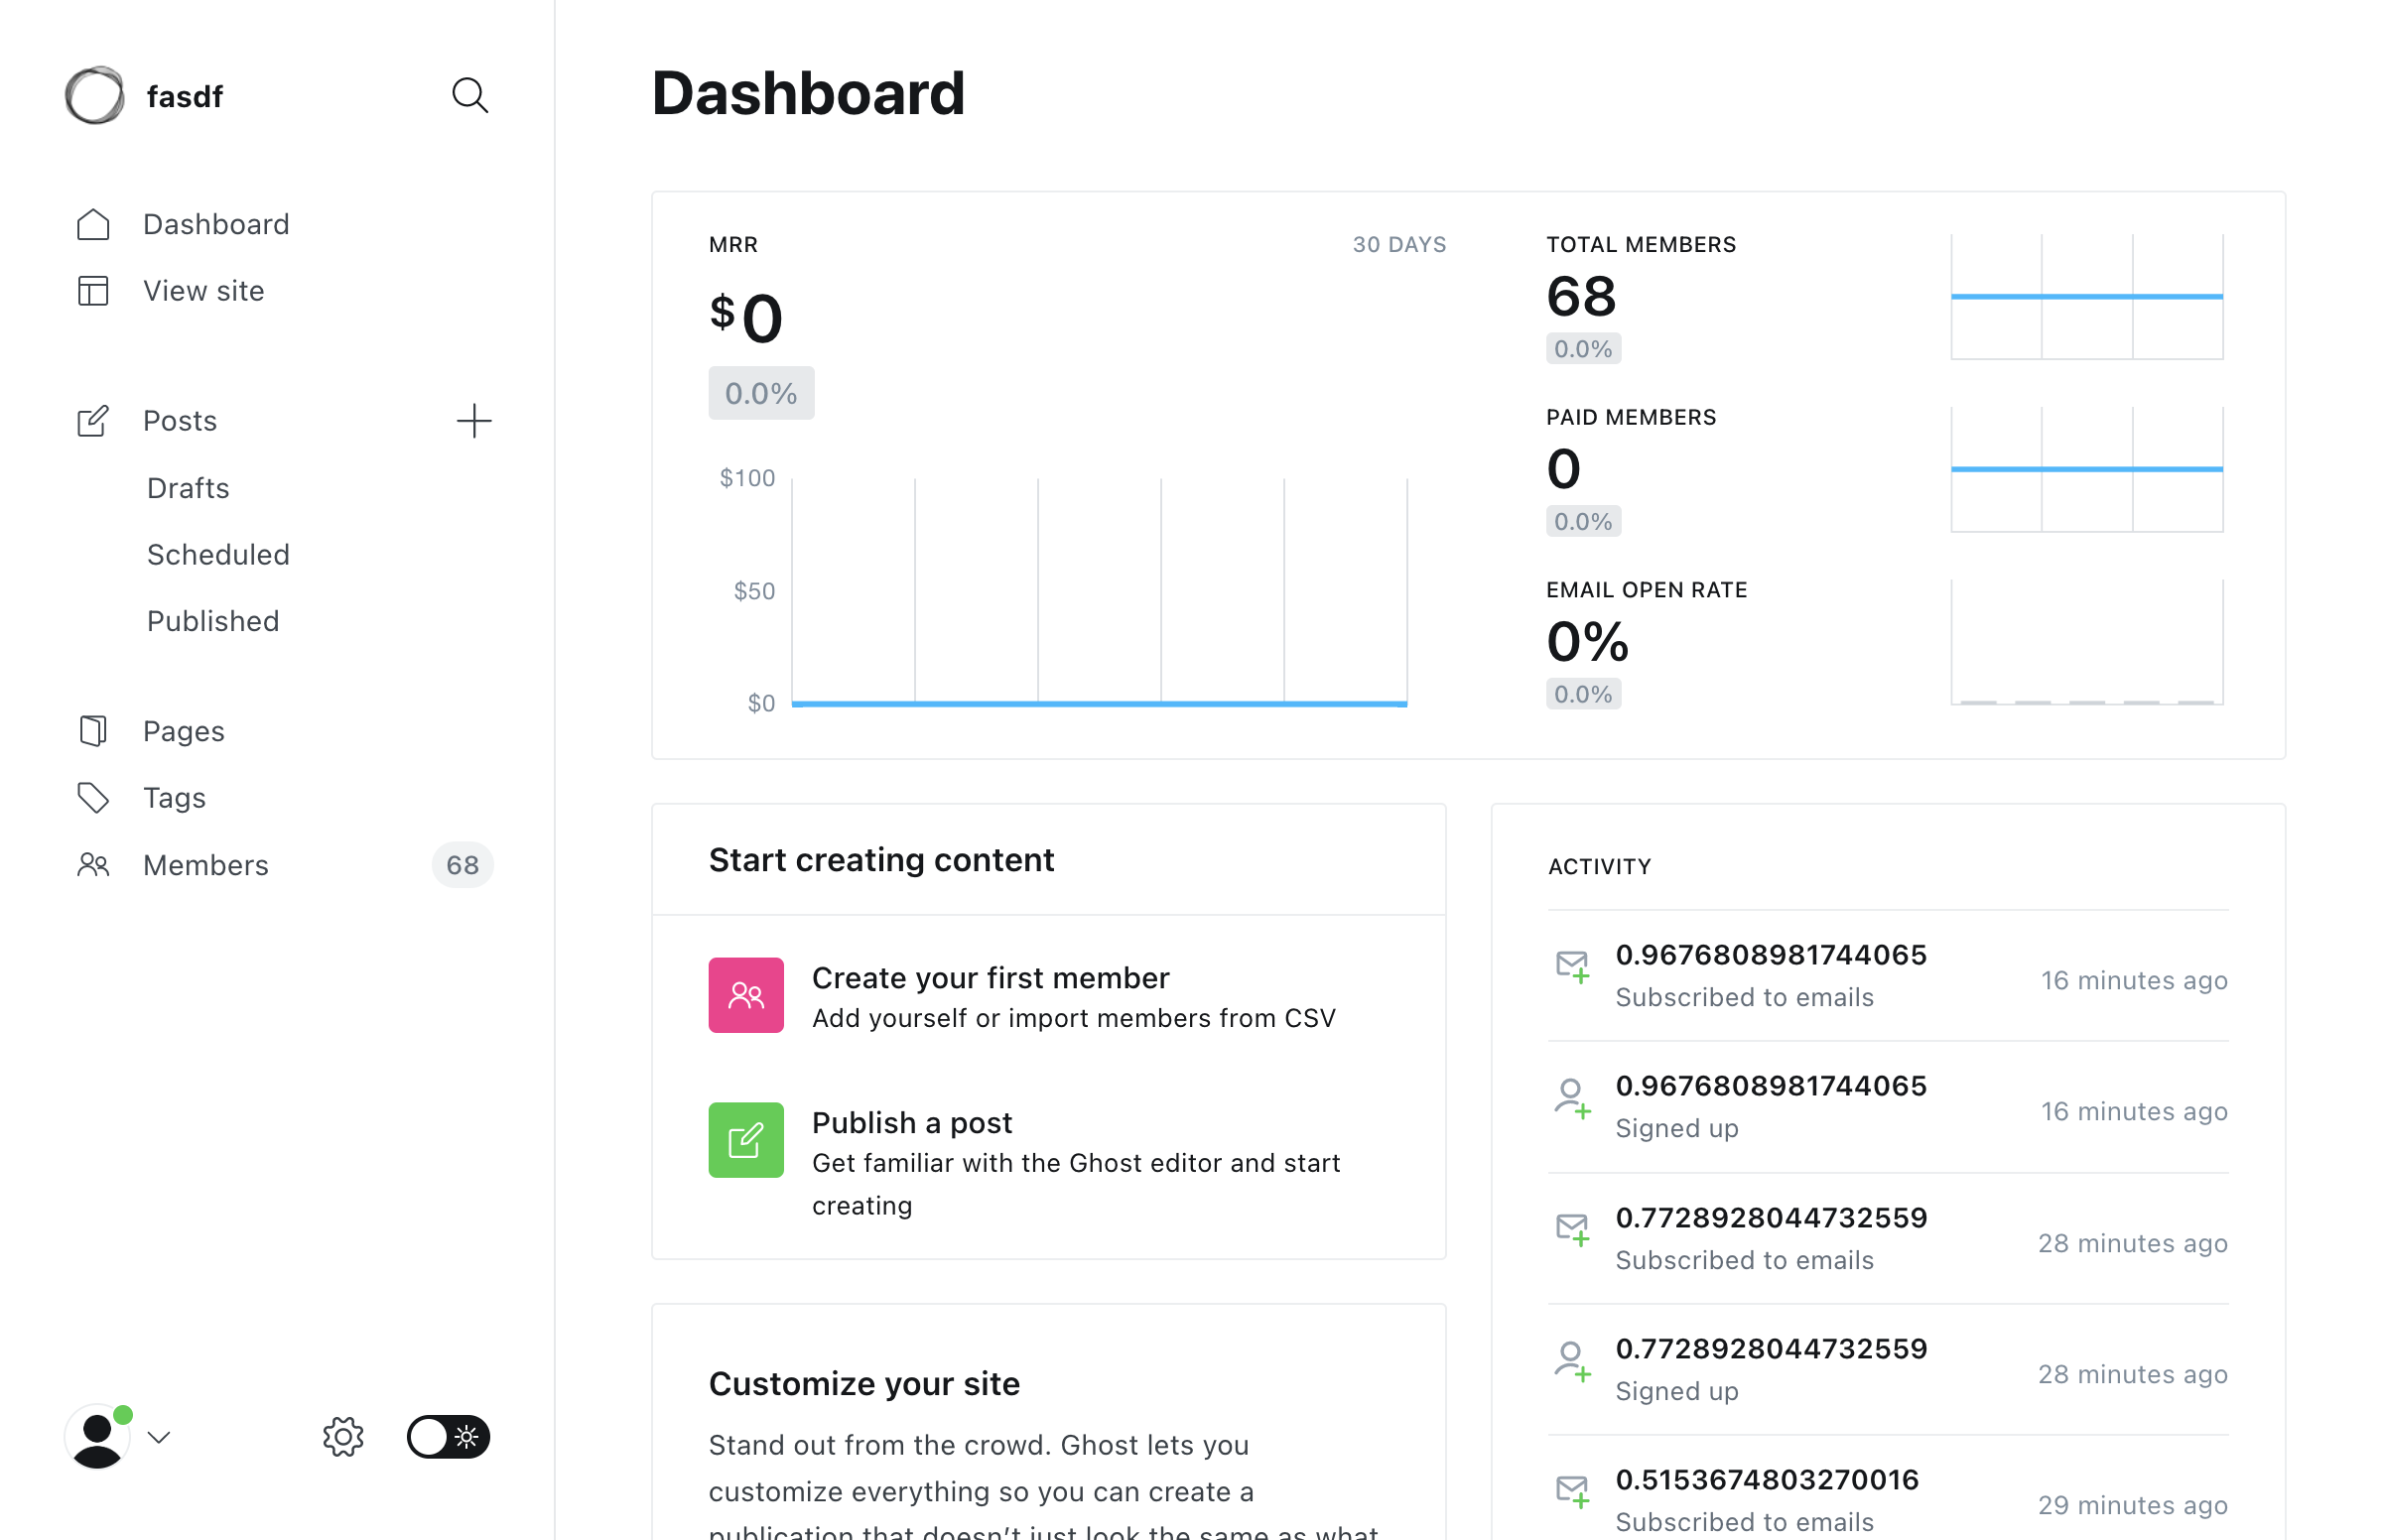 fasdf
Dashboard
View site
Posts
Drafts
Scheduled
Published
Pages
Tags
Members
68
Dashboard
MRR
30 DAYS
$0
0.0%
$100
$50
$0
TOTAL MEMBERS
68
0.0%
PAID MEMBERS
0
0.0%
EMAIL OPEN RATE
0%
0.0%
Start creating content
Create your first member
Add yourself or import members from CSV
Publish a post
Get familiar with the Ghost editor and start
creating
Customize your site
Stand out from the crowd. Ghost lets you
customize everything so you can create a
publication that doesn’t just look the same as what
ACTIVITY
0.9676808981744065
Subscribed to emails
16 minutes ago
0.9676808981744065
Signed up
16 minutes ago
0.7728928044732559
Subscribed to emails
28 minutes ago
0.7728928044732559
Signed up
28 minutes ago
0.5153674803270016
Subscribed to emails
29 minutes ago